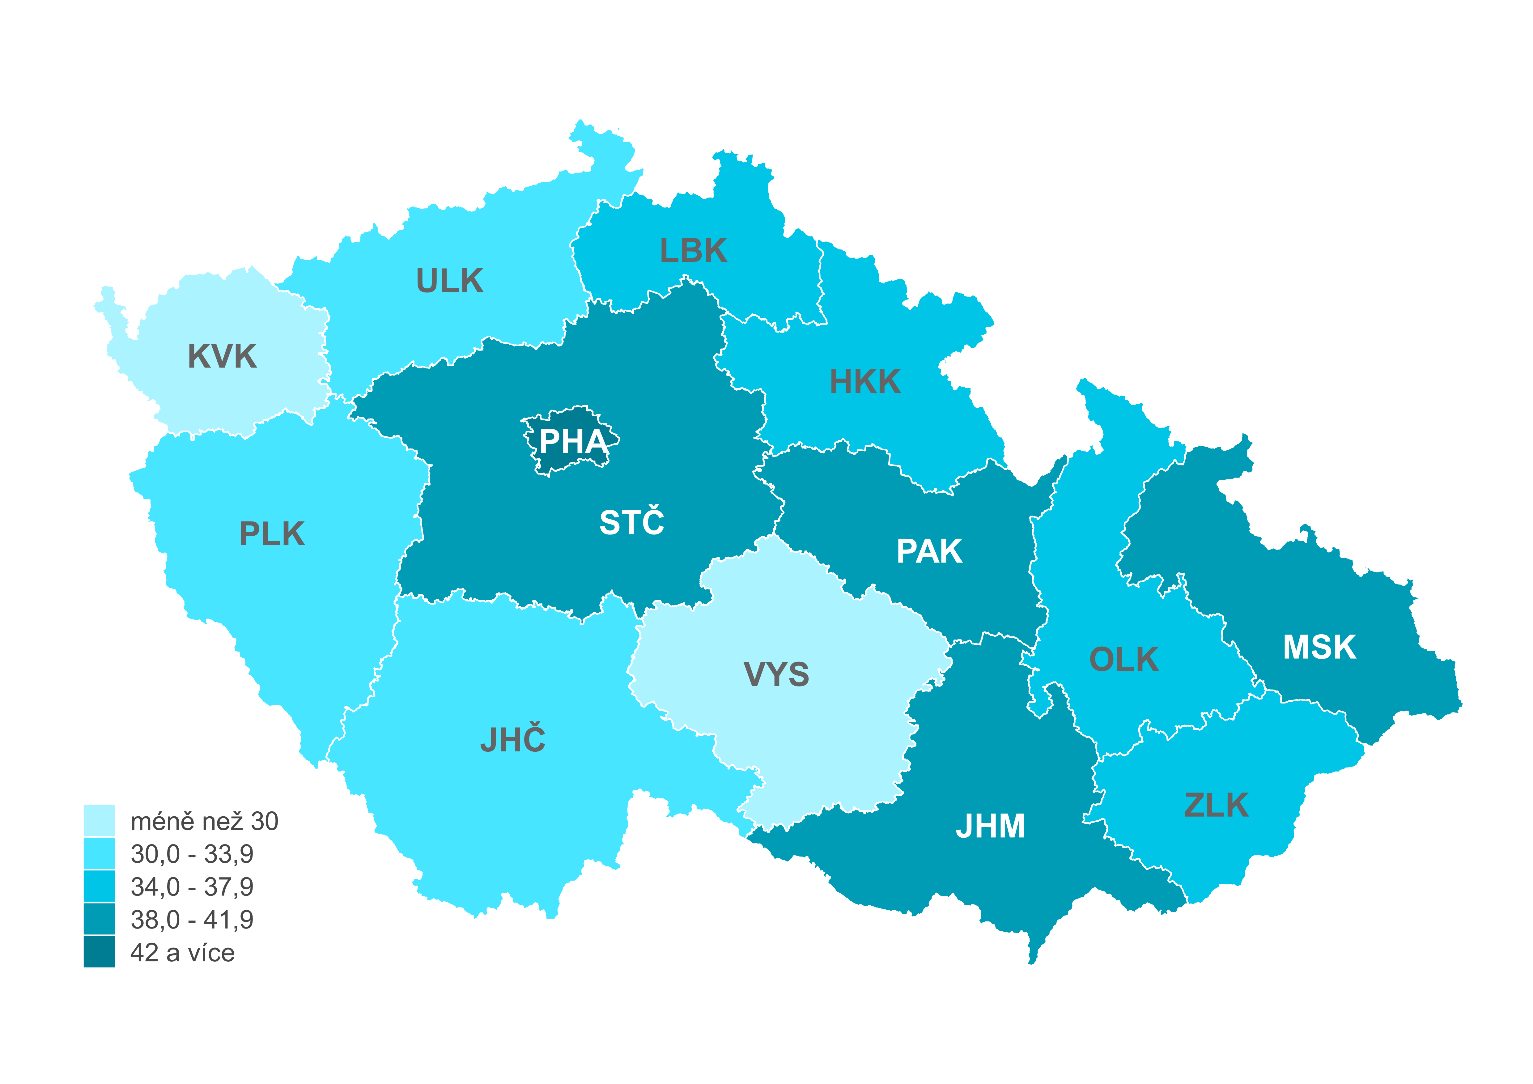 LBK
ULK
KVK
HKK
PHA
STČ
PLK
PAK
MSK
OLK
VYS
JHČ
ZLK
JHM
méně než 30
30,0 - 33,9
34,0 - 37,9
38,0 - 41,9
42 a více